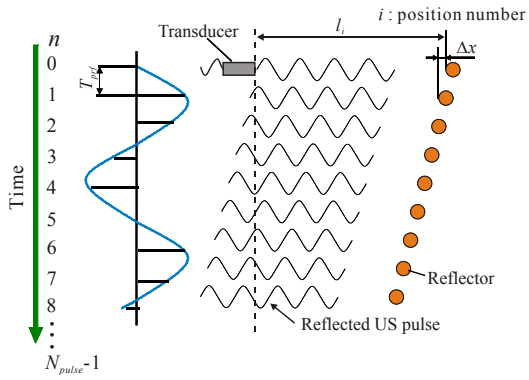 i : position number
Transducer
l_i
Δx
n
0
T_prf
1
2
3
4
5
6
7
8
N_pulse-1
Time
Reflector
Reflected US pulse